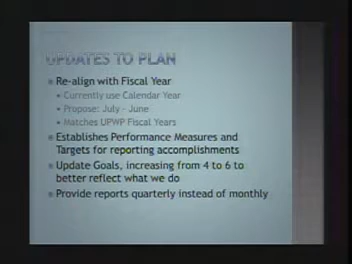 UPDATES TO PLAN
Re-align with Fiscal Year
Currently use Calendar Year
Propose: July - June
Matches UPWP Fiscal Years
Establishes Performance Measures and
Targets for reporting accomplishments
Update Goals, increasing from 4 to 6 to
better reflect what we do
Provide reports quarterly instead of monthly